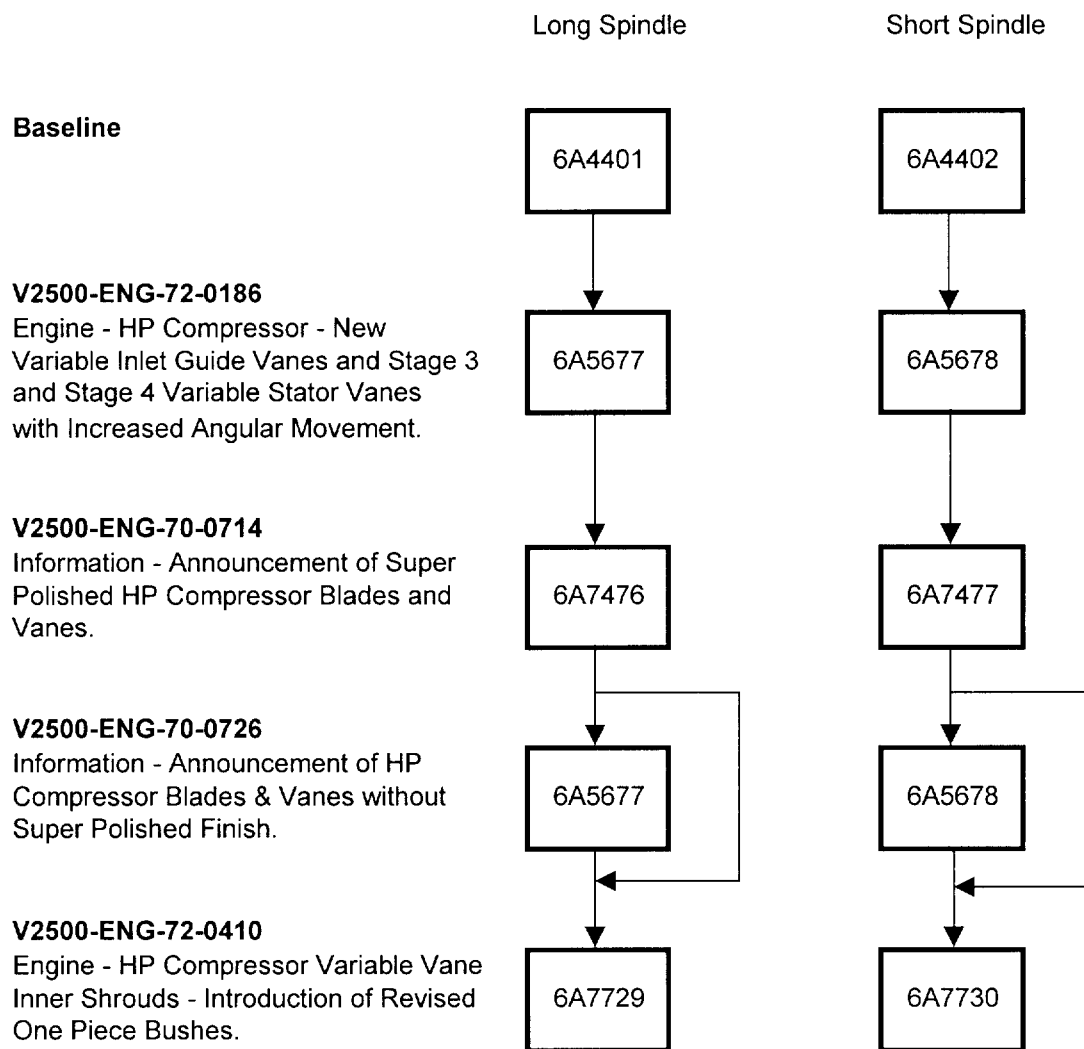 Long Spindle Short Spindle
Baseline
6A4401 6A4402
V2500-ENG-72-0186
Engine - HP Compressor - New
Variable Inlet Guide Vanes and Stage 3
and Stage 4 Variable Stator Vanes
with Increased Angular Movement.
6A5677 6A5678
V2500-ENG-70-0714
Information - Announcement of Super
Polished HP Compressor Blades and
Vanes.
6A7476 6A7477
V2500-ENG-70-0726
Information - Announcement of HP
Compressor Blades & Vanes without
Super Polished Finish.
6A5677 6A5678
V2500-ENG-72-0410
Engine - HP Compressor Variable Vane
Inner Shrouds - Introduction of Revised
One Piece Bushes.
6A7729 6A7730